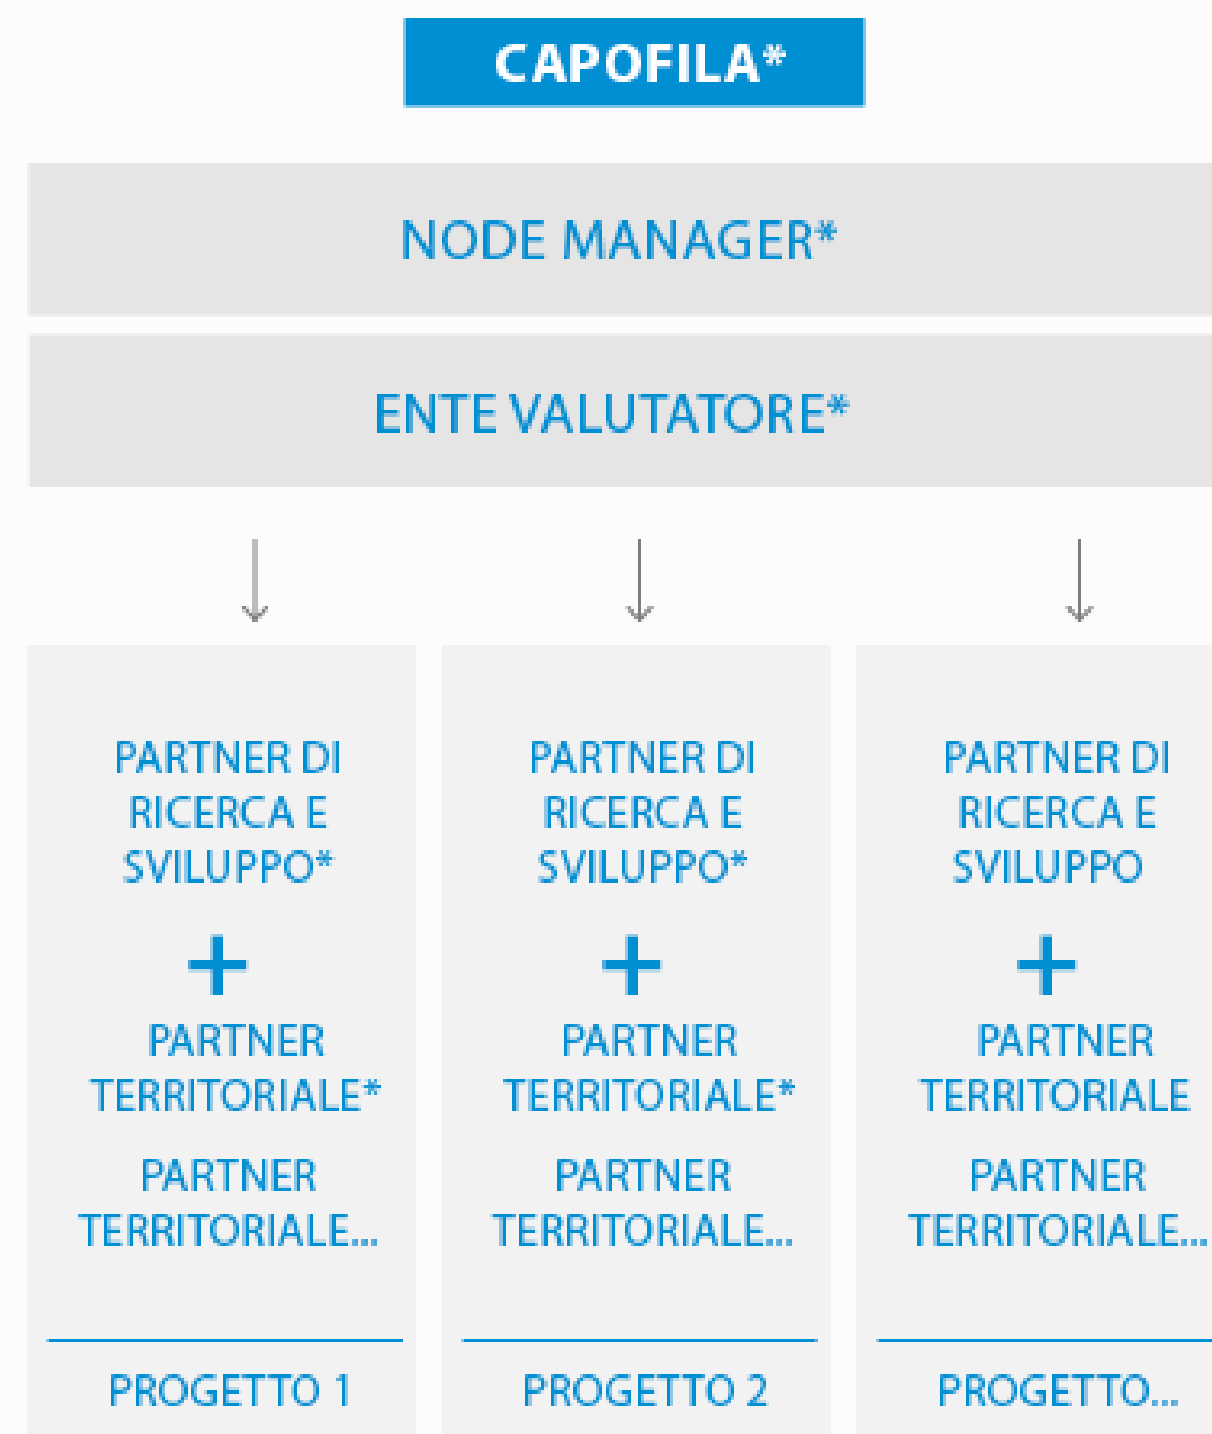 CAPOFILA*
NODE MANAGER*
ENTE VALUTATORE*
PARTNER DI
RICERCA E
SVILUPPO*
+
PARTNER
TERRITORIALE*
PARTNER
TERRITORIALE...
PROGETTO 1
PARTNER DI
RICERCA E
SVILUPPO*
+
PARTNER
TERRITORIALE*
PARTNER
TERRITORIALE...
PROGETTO 2
PARTNER DI
RICERCA E
SVILUPPO
+
PARTNER
TERRITORIALE
PARTNER
TERRITORIALE...
PROGETTO...